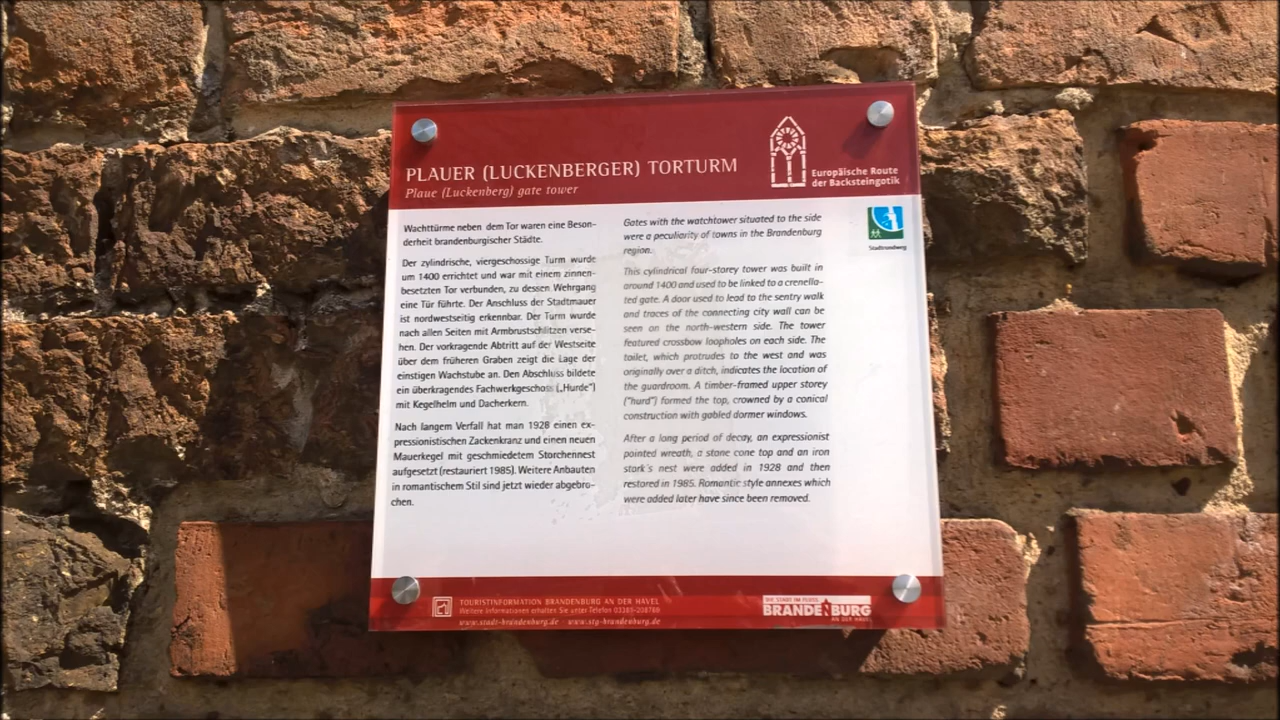 PLAUER (LUCKENBERGER) TORTURM
Plaue (Luckenberg) gate tower
Europäische Route
der Backsteingotik
Wachttürme neben dem Tor waren eine Beson-
derheit brandenburgischer Städte.
Der zylindrische, viergeschossige Turm wurde
um 1400 errichtet und war mit einem zinnen-
besetzten Tor verbunden, zu dessen Wehrgang
eine Tür führte. Der Anschluss der Stadtmauer
ist nordwestseitig erkennbar. Der Turm wurde
nach allen Seiten mit Armbrustschlitzen verse-
hen. Der vorkragende Abtritt auf der Westseite
über dem früheren Graben zeigt die Lage der
einstigen Wachstube an. Den Abschluss bildete
ein überkragendes Fachwerkgeschoss („Hurde")
mit Kegelhelm und Dacherkern.
Nach langem Verfall hat man 1928 einen ex-
pressionistischen Zackenkranz und einen neuen
Mauerkegel mit geschmiedetem Storchennest
aufgesetzt (restauriert 1985). Weitere Anbauten
in romantischem Stil sind jetzt wieder abgebro-
chen.
Gates with the watchtower situated to the side
were a peculiarity of towns in the Brandenburg
region.
This cylindrical four-storey tower was built in
around 1400 and used to be linked to a crenella-
ted gate. A door used to lead to the sentry walk
and traces of the connecting city wall can be
seen on the north-western side. The tower
featured crossbow loopholes on each side. The
toilet, which protrudes to the west and was
originally over a ditch, indicates the location of
the guardroom. A timber-framed upper storey
("hurd") formed the top, crowned by a conical
construction with gabled dormer windows.
After a long period of decay, an expressionist
pointed wreath, a stone cone top and an iron
stork's nest were added in 1928 and then
restored in 1985. Romantic style annexes which
were added later have since been removed.
Stadtrundweg
TOURISTINFORMATION BRANDENBURG AN DER HAVEL
Weitere Informationen erhalten Sie unter Telefon 03381-208769
www.stadt-brandenburg.de - www.stg-brandenburg.de
DIE STADT IM FLUSS
BRANDENBURG
AN DER HAVEL